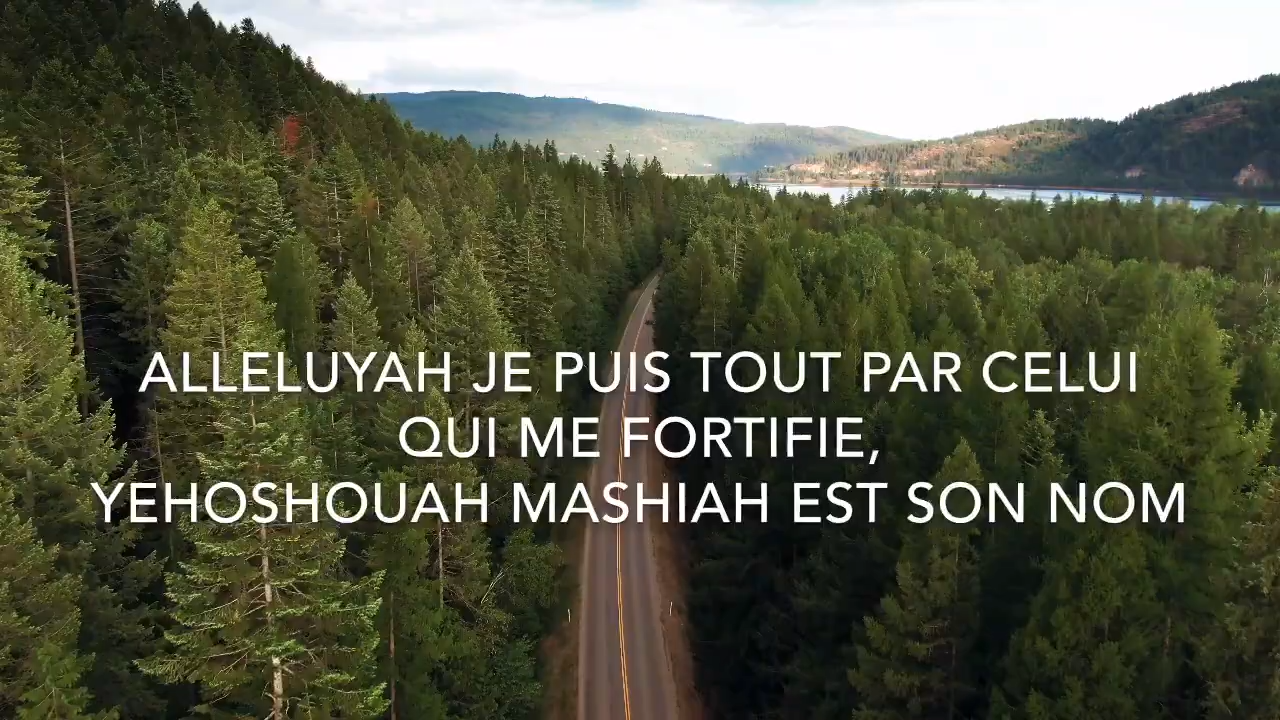 ALLELUYAH JE PUIS TOUT PAR CELUI
QUI ME FORTIFIE,
YEHOSHOUAH MASHIAH EST SON NOM